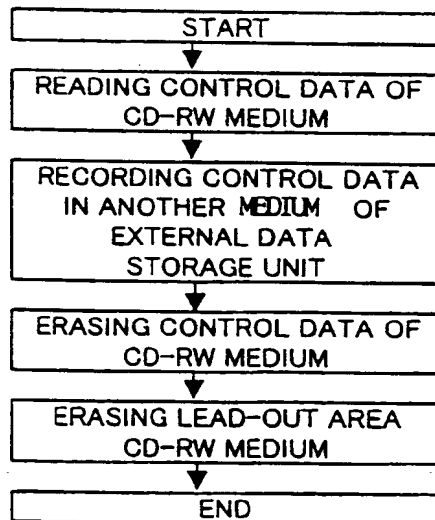 START
READING CONTROL DATA OF
CD-RW MEDIUM
RECORDING CONTROL DATA
IN ANOTHER MEDIUM OF
EXTERNAL DATA
STORAGE UNIT
ERASING CONTROL DATA OF
CD-RW MEDIUM
ERASING LEAD-OUT AREA
CD-RW MEDIUM
END